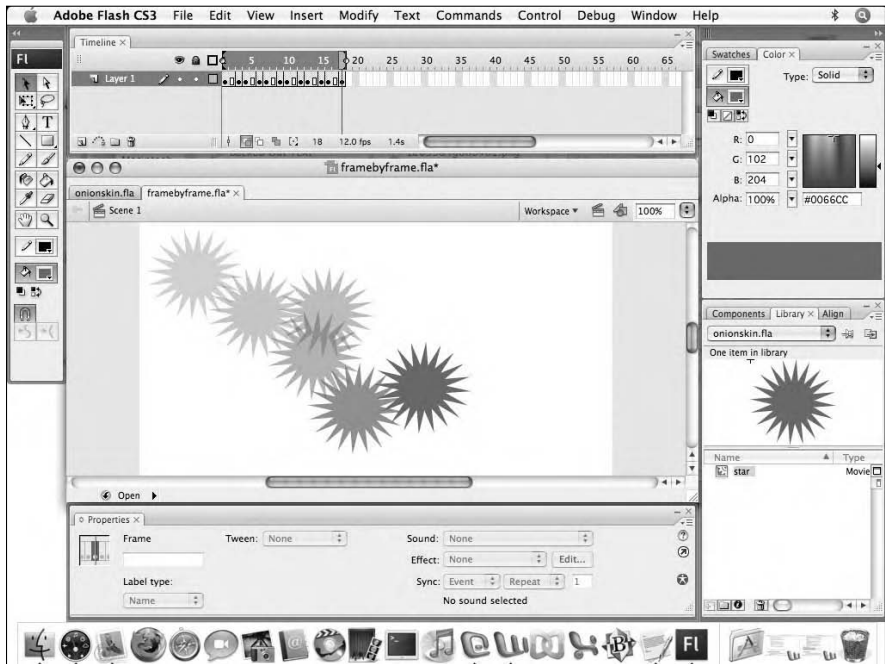 Adobe Flash CS3 File Edit View Insert Modify Text Commands Control Debug Window Help
Fl
Timeline ×
5 10 15 20 25 30 35 40 45 50 55 60 65
Layer 1
18 12.0 fps 1.4s
framebyframe.fla*
onionskin.fla framebyframe.fla* ×
Scene 1 Workspace 100%
Open
Properties ×
Frame Tween: None Sound: None
Effect: None Edit...
Label type: Sync: Event Repeat 1
Name No sound selected
Swatches Color ×
Type: Solid
R: 0
G: 102
B: 204
Alpha: 100% #0066CC
Components Library × Align
onionskin.fla
One item in library
Name Type
star Movie
Fl